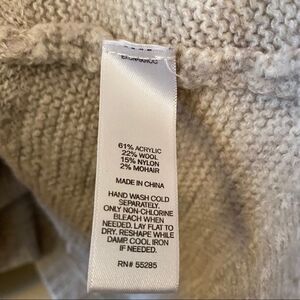 61% ACRYLIC
22% WOOL
15% NYLON
2% MOHAIR
MADE IN CHINA
HAND WASH COLD
SEPARATELY.
ONLY NON-CHLORINE
BLEACH WHEN
NEEDED. LAY FLAT TO
DRY. RESHAPE WHILE
DAMP. COOL IRON
IF NEEDED.
RN# 55285